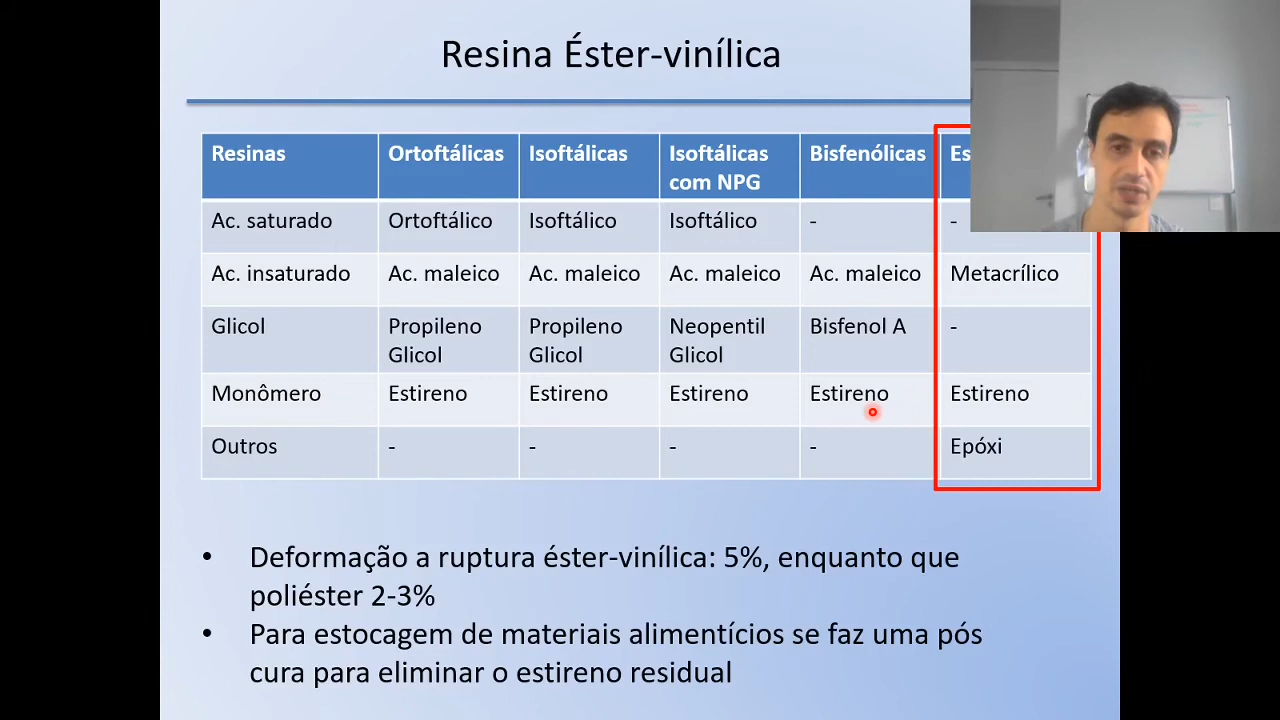 Resina Éster-vinílica
Resinas Ortoftálicas Isoftálicas Isoftálicas com NPG Bisfenólicas
Ac. saturado Ortoftálico Isoftálico Isoftálico - -
Ac. insaturado Ac. maleico Ac. maleico Ac. maleico Ac. maleico Metacrílico
Glicol Propileno Glicol Propileno Glicol Neopentil Glicol Bisfenol A -
Monômero Estireno Estireno Estireno Estireno Estireno
Outros - - - - Epóxi
• Deformação a ruptura éster-vinílica: 5%, enquanto que
poliéster 2-3%
• Para estocagem de materiais alimentícios se faz uma pós
cura para eliminar o estireno residual